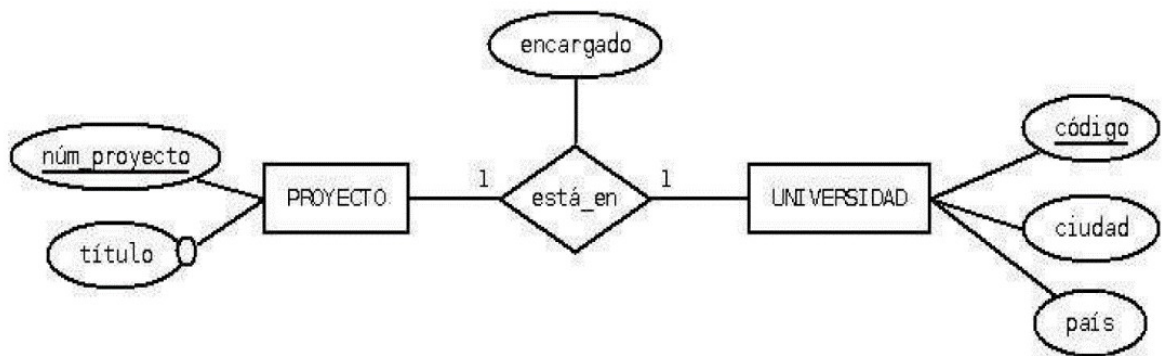 encargado
núm_proyecto
código
PROYECTO
1
está_en
1
UNIVERSIDAD
título
ciudad
país